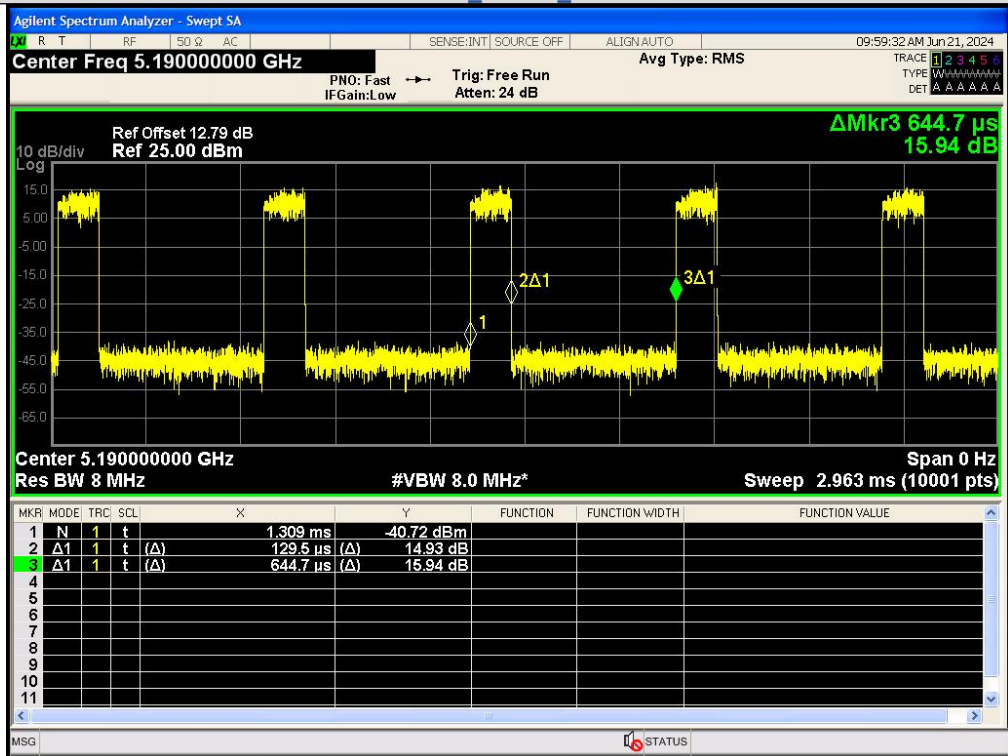 Agilent Spectrum Analyzer - Swept SA
LXI R T RF 50 Ω AC SENSE:INT SOURCE OFF ALIGN AUTO 09:59:32 AM Jun 21, 2024
Center Freq 5.190000000 GHz Avg Type: RMS TRACE 1 2 3 4 5 6
PNO: Fast Trig: Free Run TYPE W
IFGain:Low Atten: 24 dB DET A A A A A A
ΔMkr3 644.7 µs
15.94 dB
Ref Offset 12.79 dB
10 dB/div Ref 25.00 dBm
Log
15.0
5.00
-5.00
-15.0
2Δ1
3Δ1
-25.0
1
-35.0
-45.0
-55.0
-65.0
Center 5.190000000 GHz Span 0 Hz
Res BW 8 MHz #VBW 8.0 MHz* Sweep 2.963 ms (10001 pts)
MKR MODE TRC SCL X Y FUNCTION FUNCTION WIDTH FUNCTION VALUE
1 N 1 t 1.309 ms -40.72 dBm
2 Δ1 1 t (Δ) 129.5 µs (Δ) 14.93 dB
3 Δ1 1 t (Δ) 644.7 µs (Δ) 15.94 dB
4
5
6
7
8
9
10
11
MSG STATUS